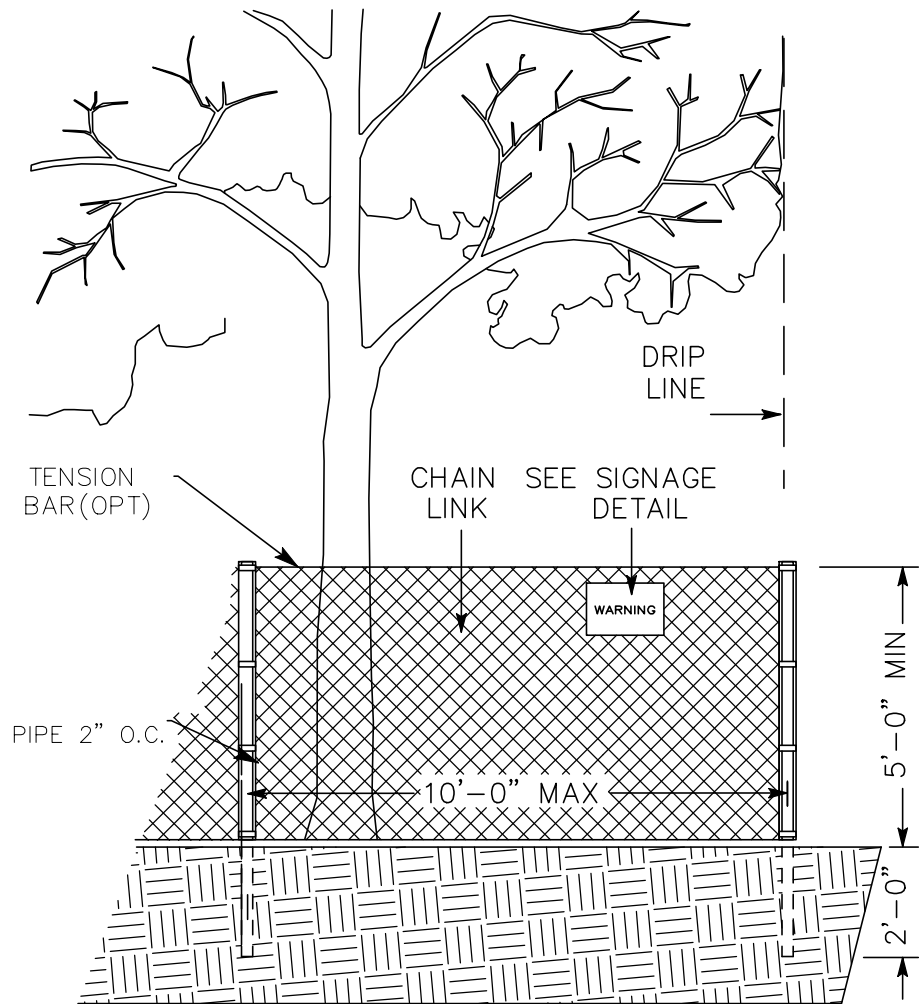 DRIP
LINE
TENSION
BAR(OPT)
CHAIN
LINK
SEE SIGNAGE
DETAIL
WARNING
PIPE 2” O.C.
10’-0” MAX
5’-0” MIN
2’-0”